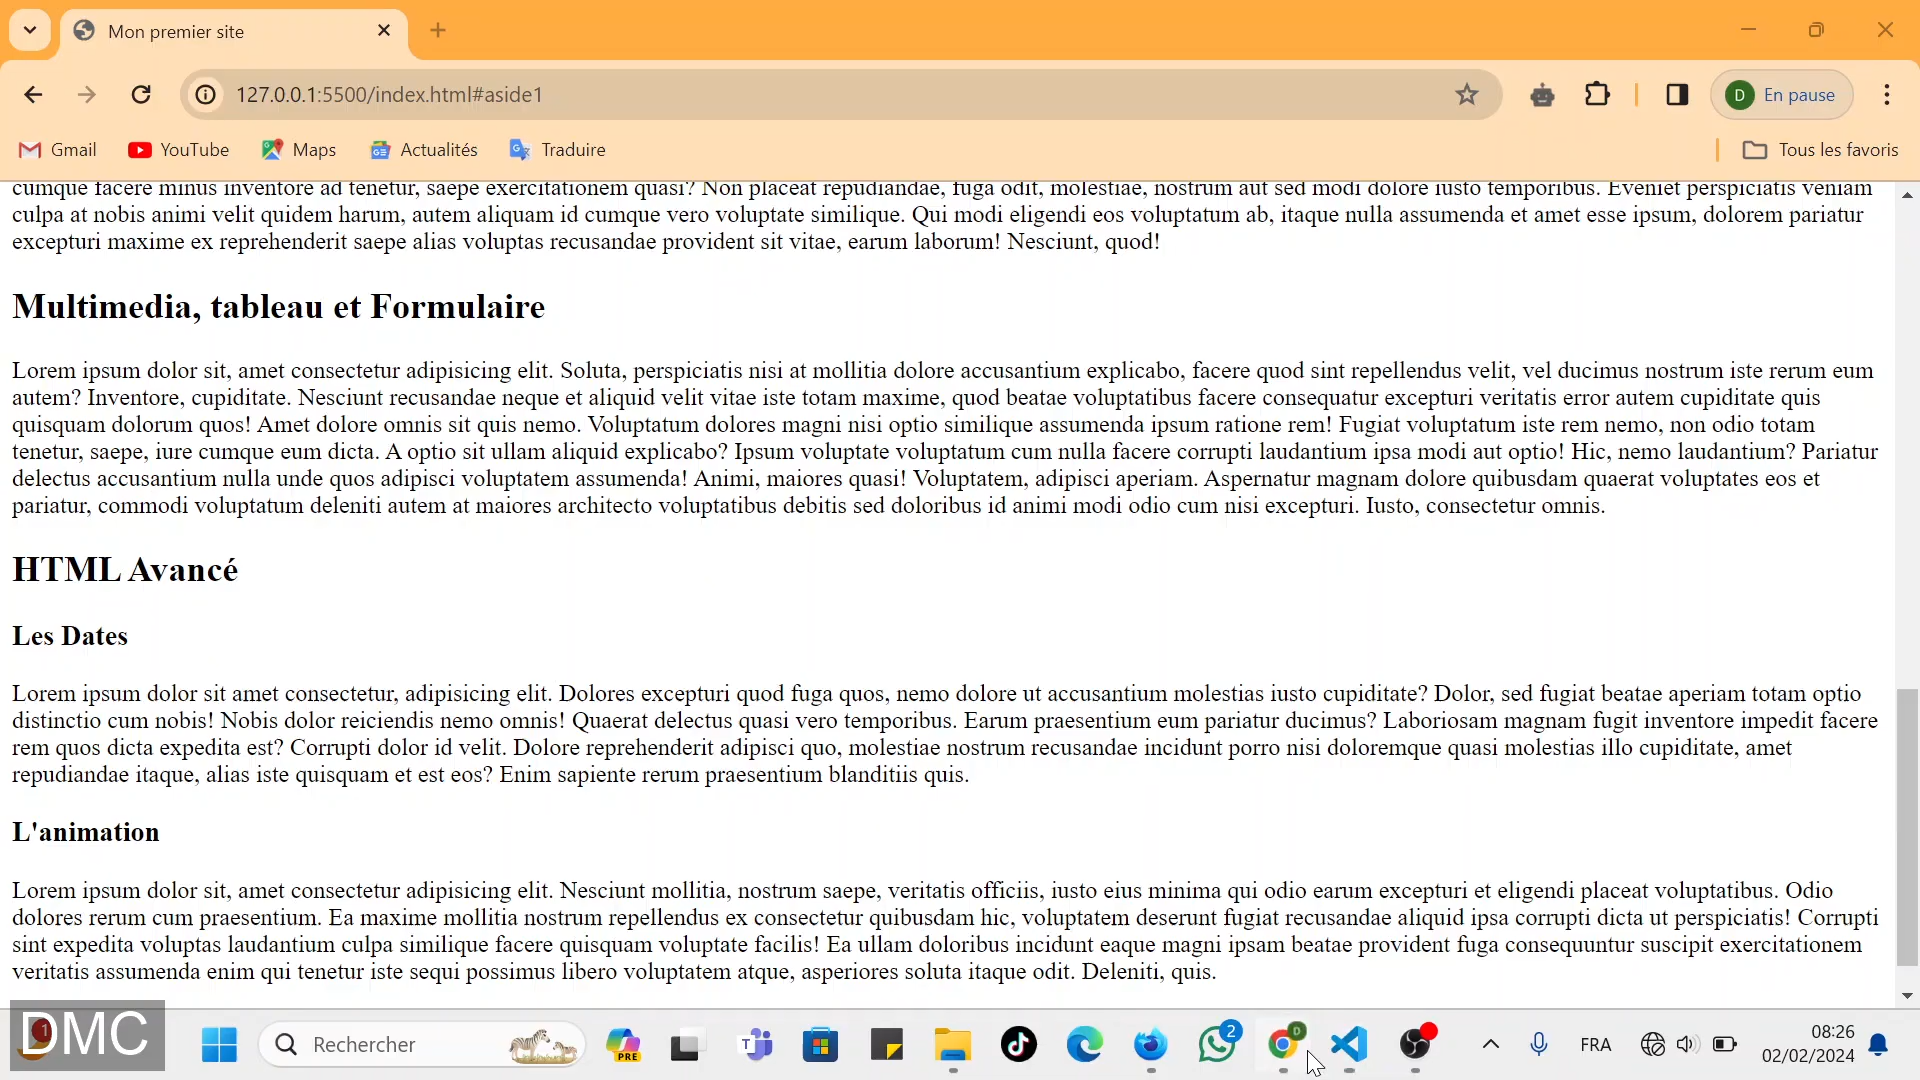 Mon premier site
127.0.0.1:5500/index.html#aside1
D En pause
Gmail YouTube Maps Actualités Traduire Tous les favoris
cumque facere minus inventore ad tenetur, saepe exercitationem quasi? Non placeat repudiandae, fuga odit, molestiae, nostrum aut sed modi dolore iusto temporibus. Eveniet perspiciatis veniam
culpa at nobis animi velit quidem harum, autem aliquam id cumque vero voluptate similique. Qui modi eligendi eos voluptatum ab, itaque nulla assumenda et amet esse ipsum, dolorem pariatur
excepturi maxime ex reprehenderit saepe alias voluptas recusandae provident sit vitae, earum laborum! Nesciunt, quod!
Multimedia, tableau et Formulaire
Lorem ipsum dolor sit, amet consectetur adipisicing elit. Soluta, perspiciatis nisi at mollitia dolore accusantium explicabo, facere quod sint repellendus velit, vel ducimus nostrum iste rerum eum
autem? Inventore, cupiditate. Nesciunt recusandae neque et aliquid velit vitae iste totam maxime, quod beatae voluptatibus facere consequatur excepturi veritatis error autem cupiditate quis
quisquam dolorum quos! Amet dolore omnis sit quis nemo. Voluptatum dolores magni nisi optio similique assumenda ipsum ratione rem! Fugiat voluptatum iste rem nemo, non odio totam
tenetur, saepe, iure cumque eum dicta. A optio sit ullam aliquid explicabo? Ipsum voluptate voluptatum cum nulla facere corrupti laudantium ipsa modi aut optio! Hic, nemo laudantium? Pariatur
delectus accusantium nulla unde quos adipisci voluptatem assumenda! Animi, maiores quasi! Voluptatem, adipisci aperiam. Aspernatur magnam dolore quibusdam quaerat voluptates eos et
pariatur, commodi voluptatum deleniti autem at maiores architecto voluptatibus debitis sed doloribus id animi modi odio cum nisi excepturi. Iusto, consectetur omnis.
HTML Avancé
Les Dates
Lorem ipsum dolor sit amet consectetur, adipisicing elit. Dolores excepturi quod fuga quos, nemo dolore ut accusantium molestias iusto cupiditate? Dolor, sed fugiat beatae aperiam totam optio
distinctio cum nobis! Nobis dolor reiciendis nemo omnis! Quaerat delectus quasi vero temporibus. Earum praesentium eum pariatur ducimus? Laboriosam magnam fugit inventore impedit facere
rem quos dicta expedita est? Corrupti dolor id velit. Dolore reprehenderit adipisci quo, molestiae nostrum recusandae incidunt porro nisi doloremque quasi molestias illo cupiditate, amet
repudiandae itaque, alias iste quisquam et est eos? Enim sapiente rerum praesentium blanditiis quis.
L'animation
Lorem ipsum dolor sit, amet consectetur adipisicing elit. Nesciunt mollitia, nostrum saepe, veritatis officiis, iusto eius minima qui odio earum excepturi et eligendi placeat voluptatibus. Odio
dolores rerum cum praesentium. Ea maxime mollitia nostrum repellendus ex consectetur quibusdam hic, voluptatem deserunt fugiat recusandae aliquid ipsa corrupti dicta ut perspiciatis! Corrupti
sint expedita voluptas laudantium culpa similique facere quisquam voluptate facilis! Ea ullam doloribus incidunt eaque magni ipsam beatae provident fuga consequuntur suscipit exercitationem
veritatis assumenda enim qui tenetur iste sequi possimus libero voluptatem atque, asperiores soluta itaque odit. Deleniti, quis.
DMC 1 Rechercher PRE T 2 D FRA 08:26
02/02/2024